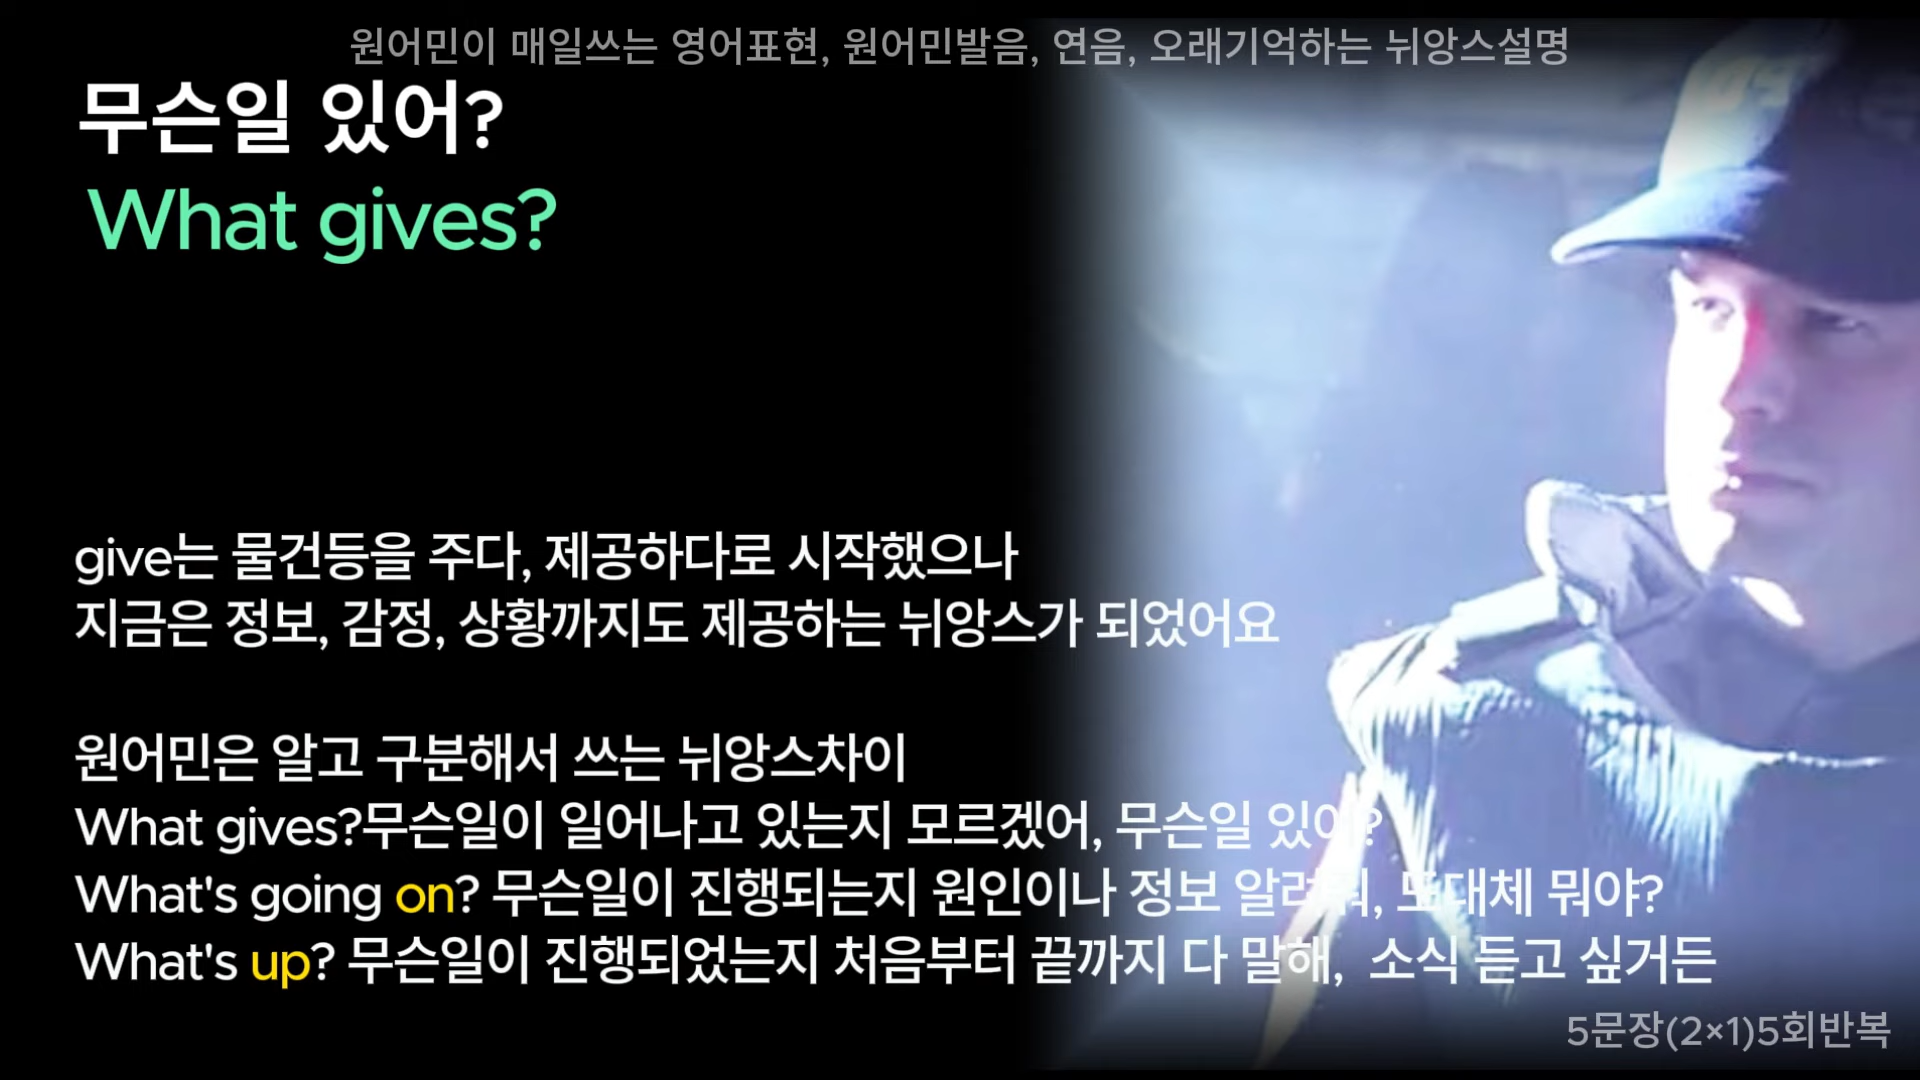 원어민이 매일쓰는 영어표현, 원어민발음, 연음, 오래기억하는 뉘앙스설명
무슨일 있어?
What gives?
give는 물건등을 주다, 제공하다로 시작했으나
지금은 정보, 감정, 상황까지도 제공하는 뉘앙스가 되었어요
원어민은 알고 구분해서 쓰는 뉘앙스차이
What gives?무슨일이 일어나고 있는지 모르겠어, 무슨일 있어?
What's going on? 무슨일이 진행되는지 원인이나 정보 알려줘, 도대체 뭐야?
What's up? 무슨일이 진행되었는지 처음부터 끝까지 다 말해, 소식 듣고 싶거든
5문장(2×1)5회반복